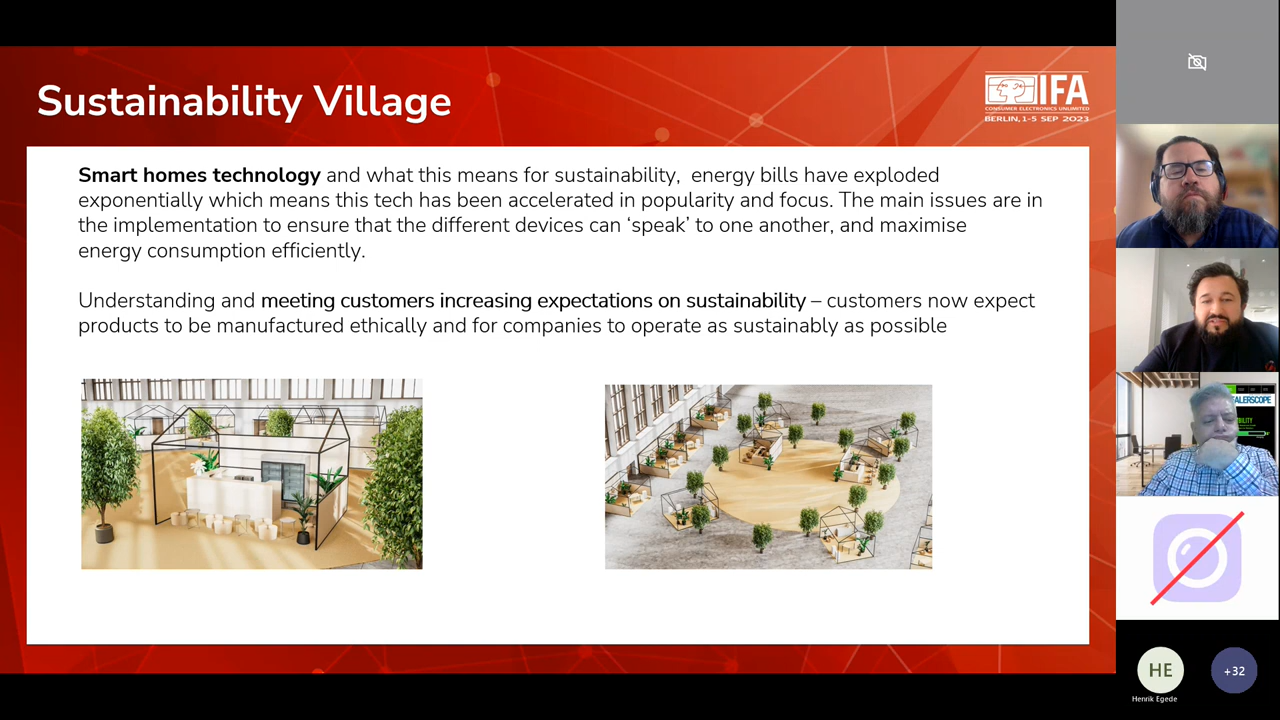 Sustainability Village
IFA
CONSUMER ELECTRONICS UNLIMITED
BERLIN, 1-5 SEP 2023
Smart homes technology and what this means for sustainability,  energy bills have exploded
exponentially which means this tech has been accelerated in popularity and focus. The main issues are in
the implementation to ensure that the different devices can ‘speak’ to one another, and maximise
energy consumption efficiently.
Understanding and meeting customers increasing expectations on sustainability – customers now expect
products to be manufactured ethically and for companies to operate as sustainably as possible
ALERSCOPE
BILITY
HE
+32
Henrik Egede